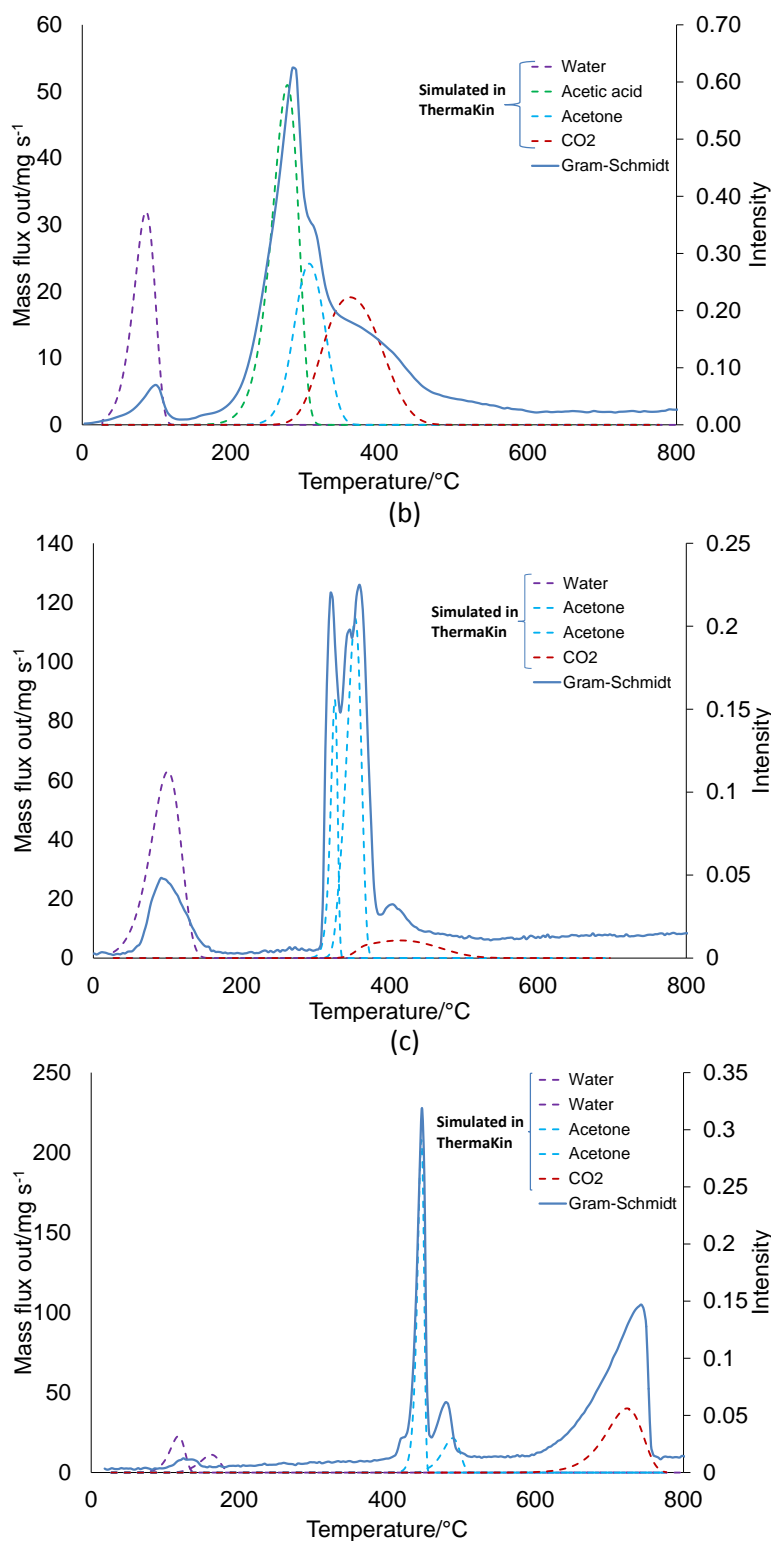 60
50
40
30
20
10
0
Mass flux out/mg s⁻¹
0.70
0.60
0.50
0.40
0.30
0.20
0.10
0.00
Intensity
Simulated in
ThermaKin
Water
Acetic acid
Acetone
CO2
Gram-Schmidt
0 200 400 600 800
Temperature/°C
(b)
140
120
100
80
60
40
20
0
Mass flux out/mg s⁻¹
0.25
0.2
0.15
0.1
0.05
0
Intensity
Simulated in
ThermaKin
Water
Acetone
Acetone
CO2
Gram-Schmidt
0 200 400 600 800
Temperature/°C
(c)
250
200
150
100
50
0
Mass flux out/mg s⁻¹
0.35
0.3
0.25
0.2
0.15
0.1
0.05
0
Intensity
Simulated in
ThermaKin
Water
Water
Acetone
Acetone
CO2
Gram-Schmidt
0 200 400 600 800
Temperature/°C